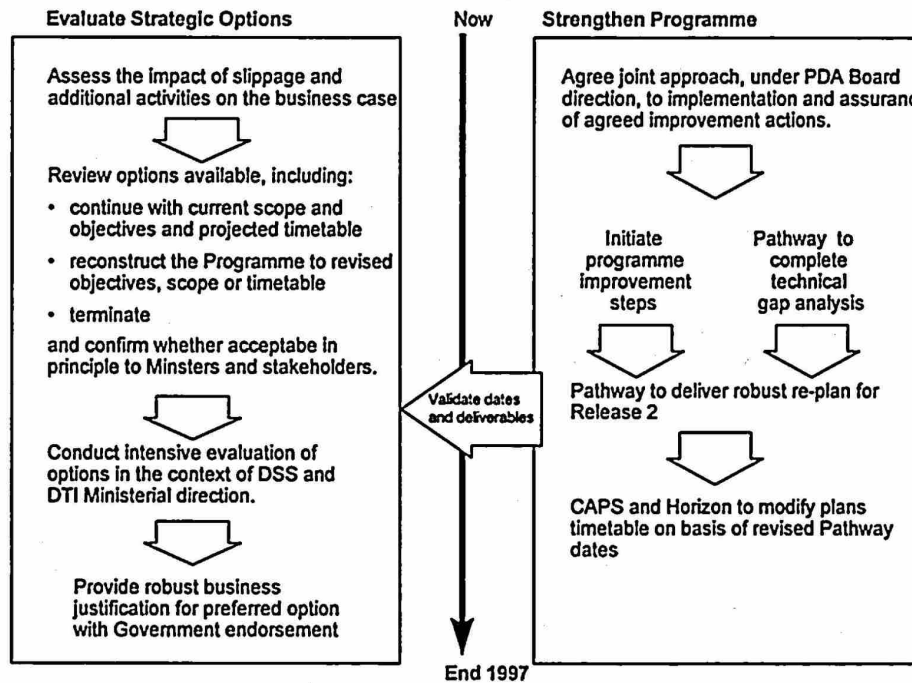 Evaluate Strategic Options
Assess the impact of slippage and
additional activities on the business case
Review options available, including:
• continue with current scope and
objectives and projected timetable
• reconstruct the Programme to revised
objectives, scope or timetable
• terminate
and confirm whether acceptabe in
principle to Minsters and stakeholders.
Conduct intensive evaluation of
options in the context of DSS and
DTI Ministerial direction.
Provide robust business
justification for preferred option
with Government endorsement
Now
Validate dates
and deliverables
End 1997
Strengthen Programme
Agree joint approach, under PDA Board
direction, to implementation and assuranc
of agreed improvement actions.
Initiate
programme
improvement
steps
Pathway to
complete
technical
gap analysis
Pathway to deliver robust re-plan for
Release 2
CAPS and Horizon to modify plans
timetable on basis of revised Pathway
dates